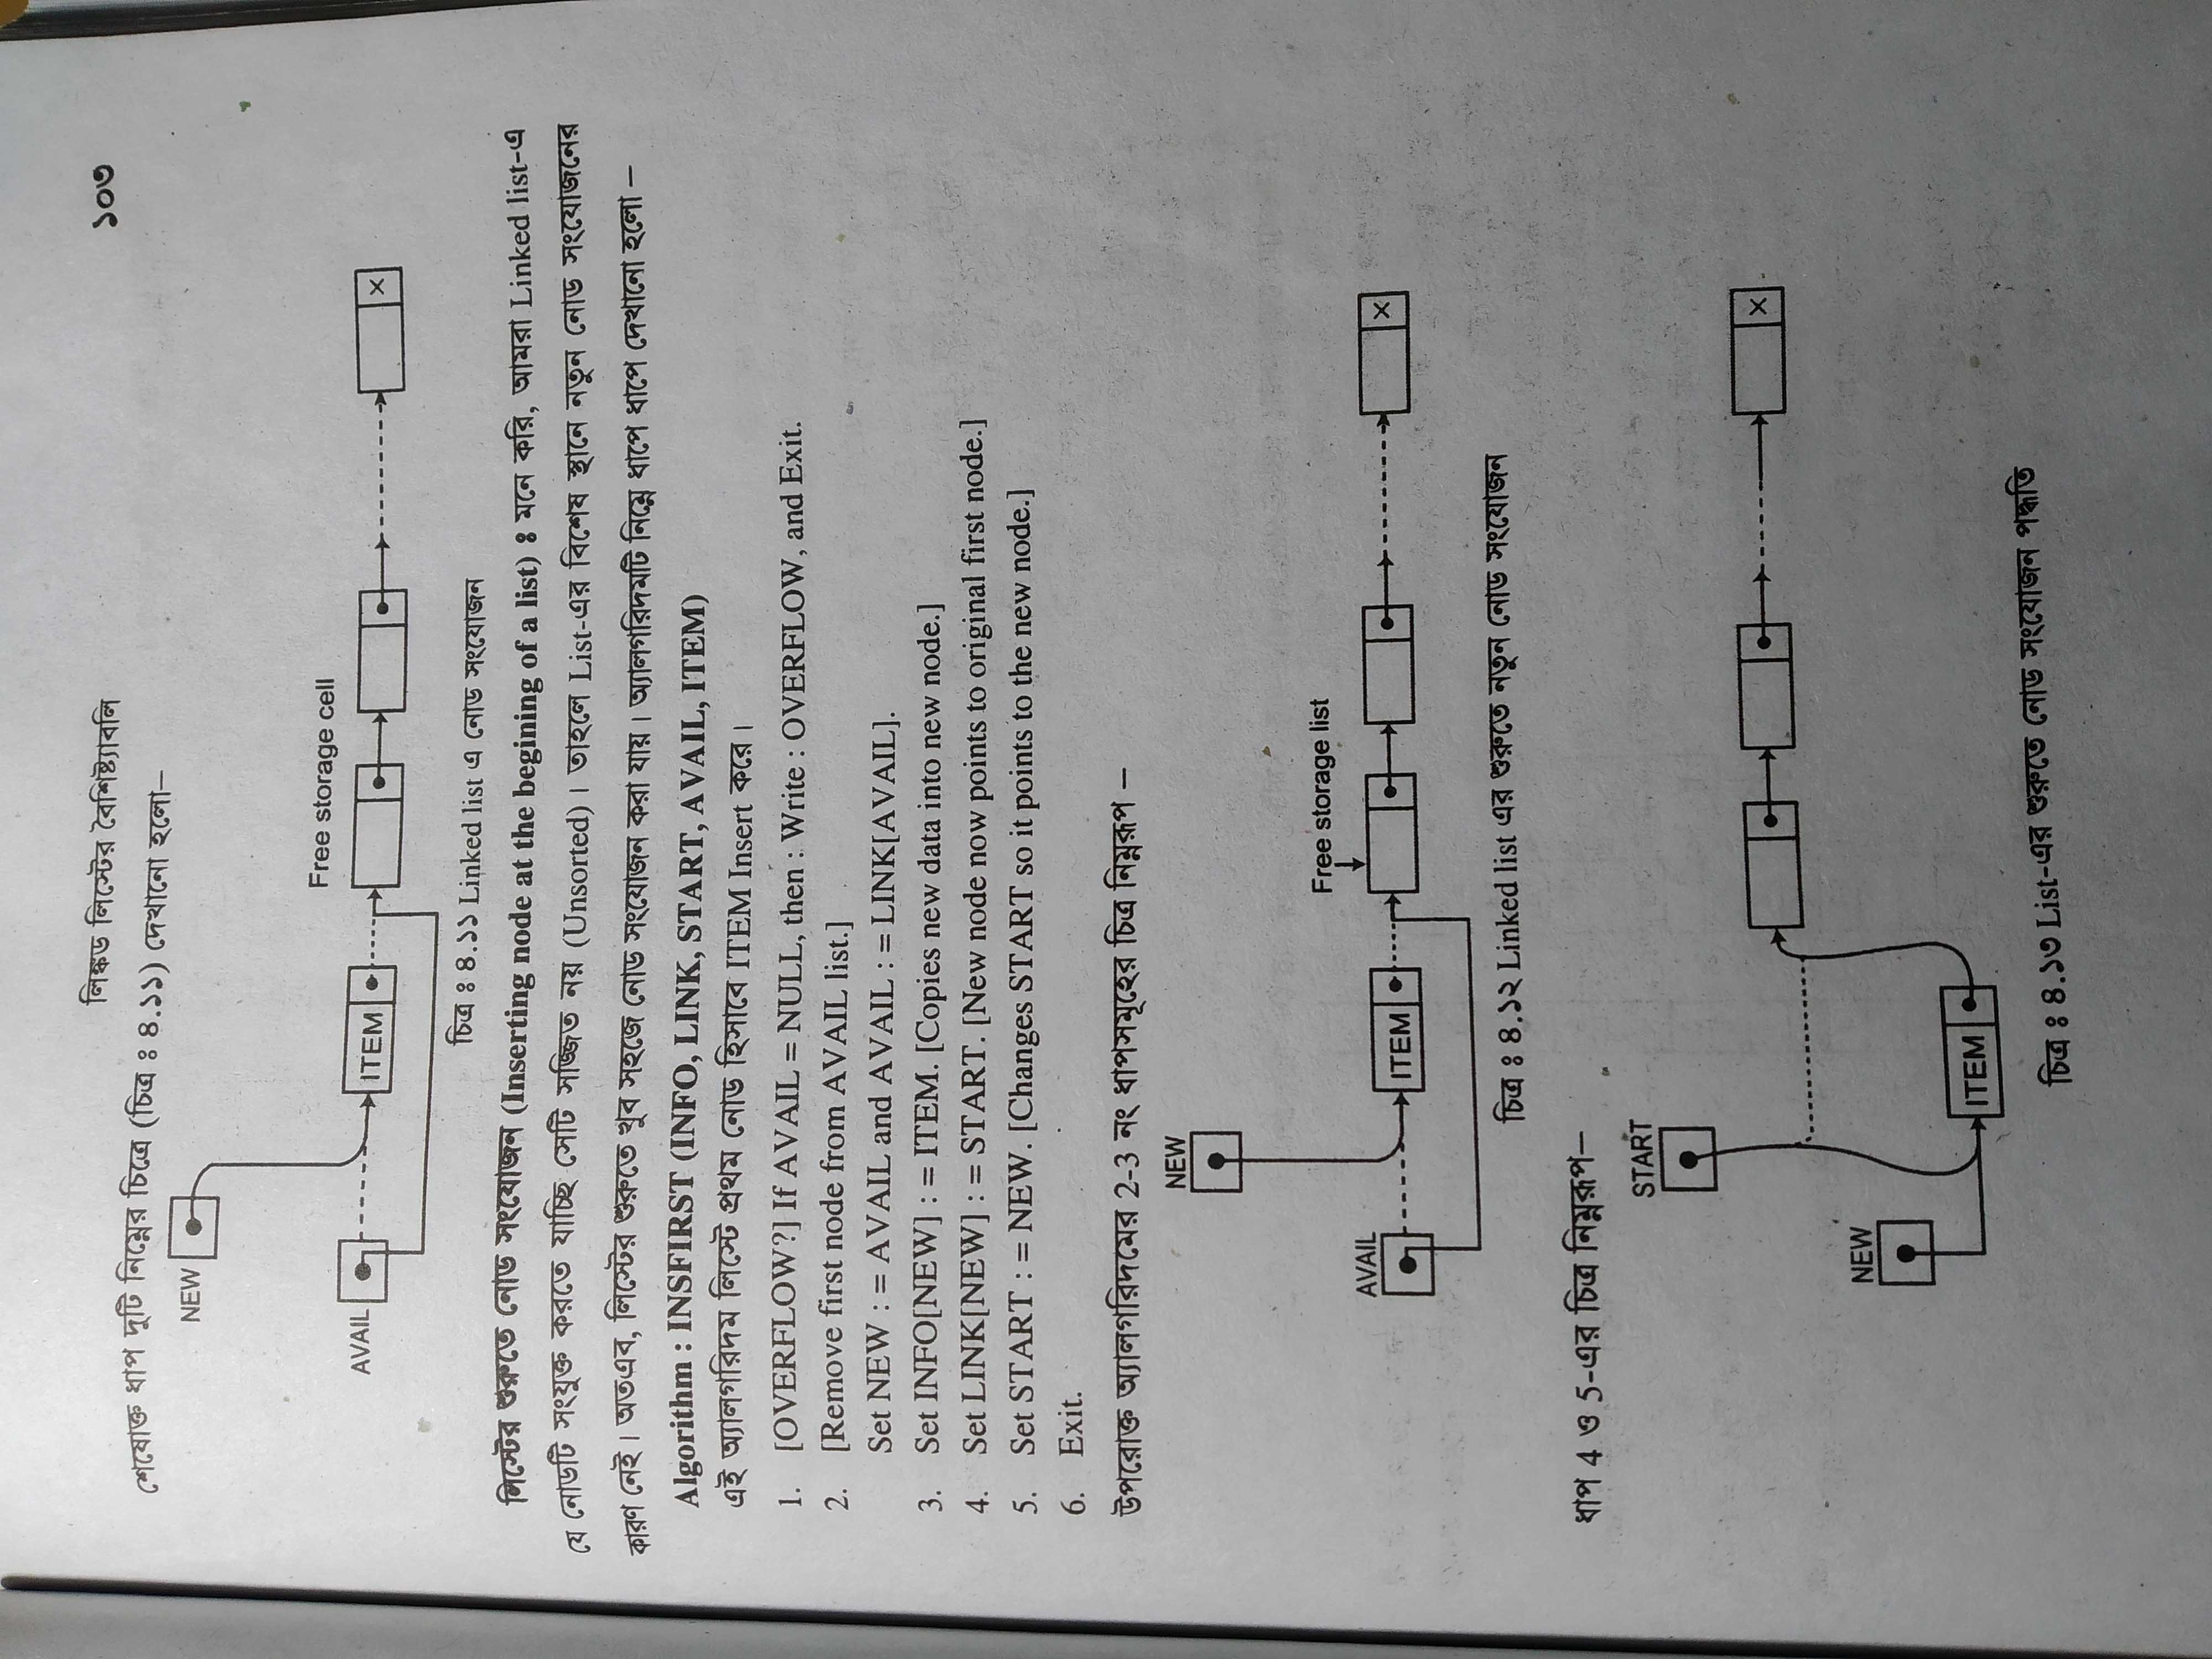 লিঙ্কড লিস্টের বৈশিষ্ট্যাবলি
১০৩
শেষোক্ত ধাপ দুটি নিম্নের চিত্রে (চিত্র ঃ ৪.১১) দেখানো হলো—
NEW
Free storage cell
AVAIL
ITEM
×
চিত্র ঃ ৪.১১ Linked list এ নোড সংযোজন
লিস্টের শুরুতে নোড সংযোজন (Inserting node at the begining of a list) ঃ মনে করি, আমরা Linked list-এ
যে নোডটি সংযুক্ত করতে যাচ্ছি সেটি সজ্জিত নয় (Unsorted)। তাহলে List-এর বিশেষ স্থানে নতুন নোড সংযোজনের
কারণ নেই। অতএব, লিস্টের শুরুতে খুব সহজে নোড সংযোজন করা যায়। অ্যালগরিদমটি নিম্নে ধাপে ধাপে দেখানো হলো –
Algorithm : INSFIRST (INFO, LINK, START, AVAIL, ITEM)
এই অ্যালগরিদম লিস্টে প্রথম নোড হিসাবে ITEM Insert করে।
1. [OVERFLOW?] If AVAIL = NULL, then : Write : OVERFLOW, and Exit.
2. [Remove first node from AVAIL list.]
Set NEW : = AVAIL and AVAIL : = LINK[AVAIL].
3. Set INFO[NEW] : = ITEM. [Copies new data into new node.]
4. Set LINK[NEW] : = START. [New node now points to original first node.]
5. Set START : = NEW. [Changes START so it points to the new node.]
6. Exit.
উপরোক্ত অ্যালগরিদমের 2-3 নং ধাপসমূহের চিত্র নিম্নরূপ –
NEW
Free storage list
AVAIL
ITEM
×
চিত্র ঃ ৪.১২ Linked list এর শুরুতে নতুন নোড সংযোজন
ধাপ 4 ও 5-এর চিত্র নিম্নরূপ—
START
×
NEW
ITEM
চিত্র ঃ ৪.১৩ List-এর শুরুতে নোড সংযোজন পদ্ধতি